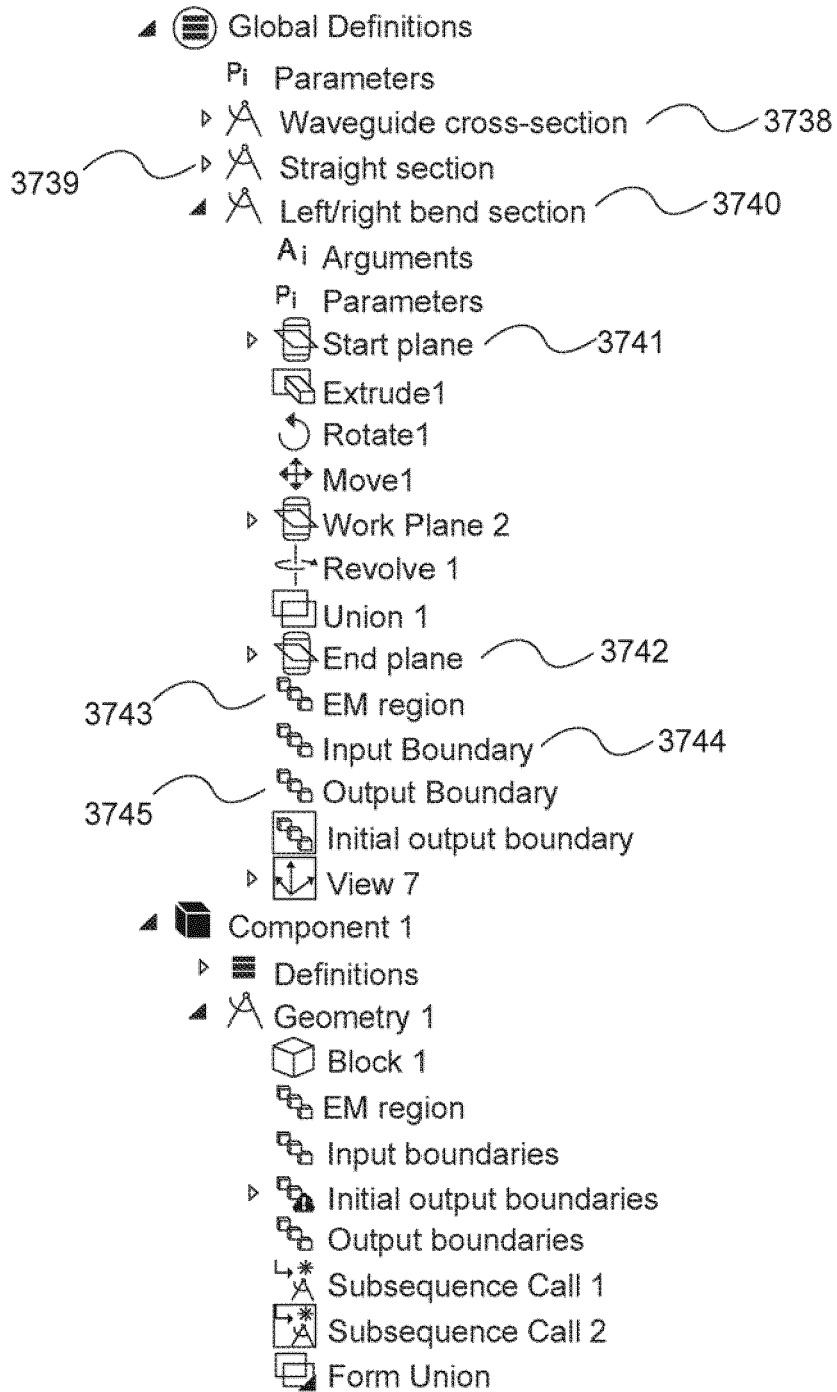 Global Definitions
Pi Parameters
Waveguide cross-section 3738
3739 Straight section
Left/right bend section 3740
Ai Arguments
Pi Parameters
Start plane 3741
Extrude1
Rotate1
Move1
Work Plane 2
Revolve 1
Union 1
End plane 3742
3743 EM region
Input Boundary 3744
3745 Output Boundary
Initial output boundary
View 7
Component 1
Definitions
Geometry 1
Block 1
EM region
Input boundaries
Initial output boundaries
Output boundaries
Subsequence Call 1
Subsequence Call 2
Form Union